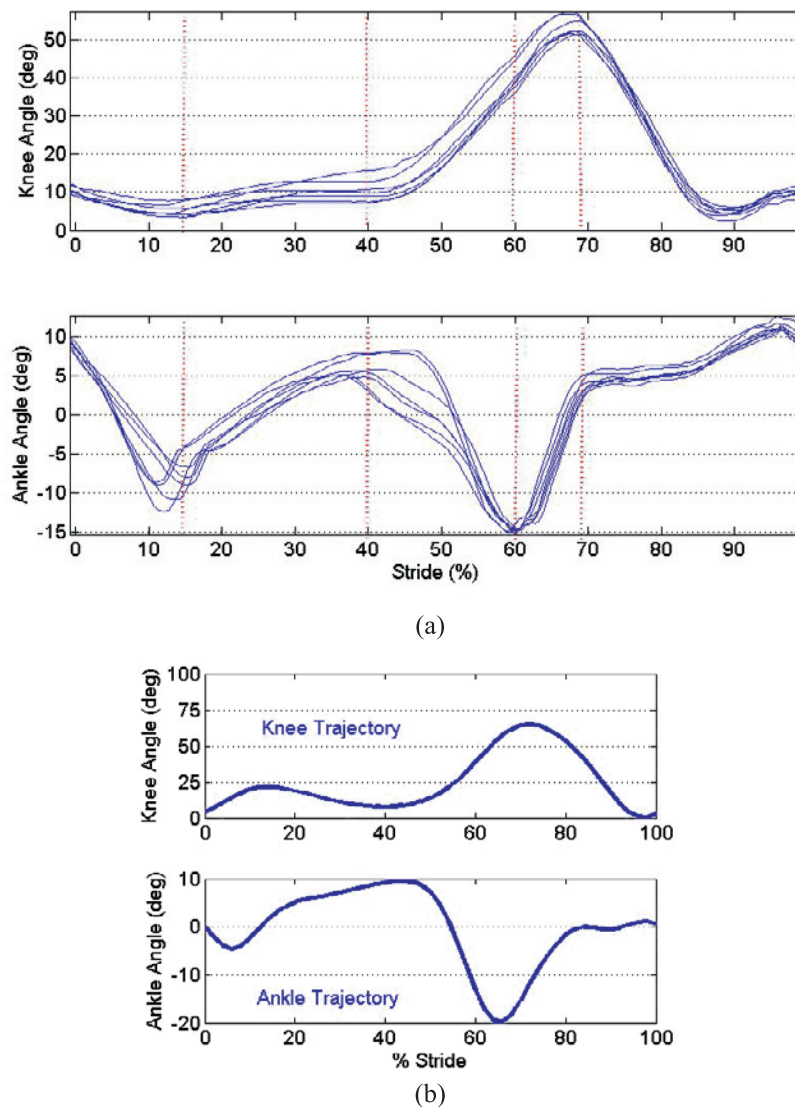 Knee Angle (deg)
50
40
30
20
10
0
0 10 20 30 40 50 60 70 80 90
Ankle Angle (deg)
10
5
0
-5
-10
-15
0 10 20 30 40 50 60 70 80 90
Stride (%)
(a)
Knee Angle (deg)
100
75
50
25
0
Knee Trajectory
0 20 40 60 80 100
Ankle Angle (deg)
10
0
-10
-20
Ankle Trajectory
0 20 40 60 80 100
% Stride
(b)